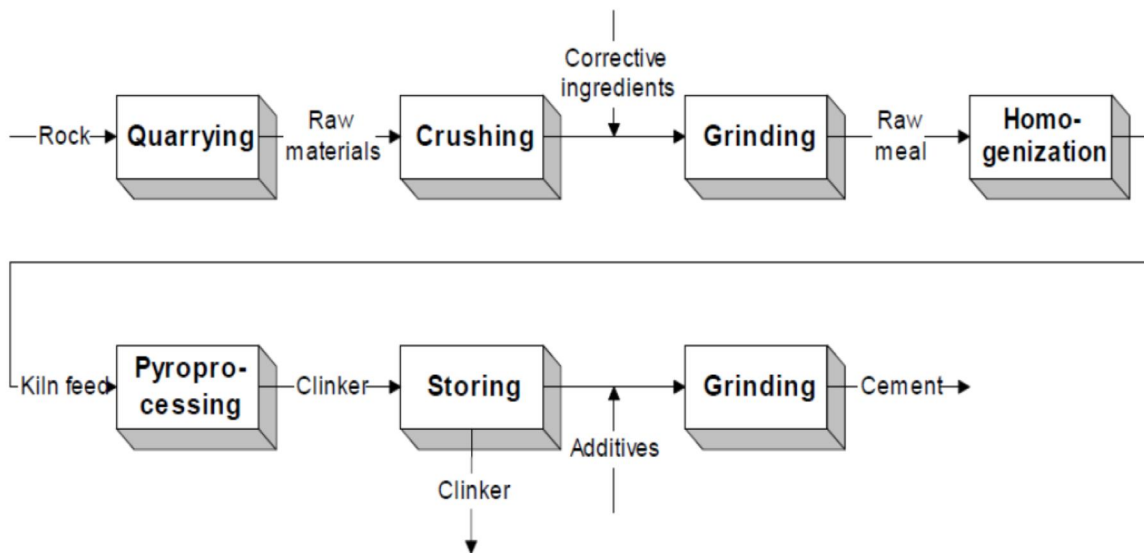 Corrective
ingredients
Rock
Quarrying
Raw
materials
Crushing
Grinding
Raw
meal
Homo-
genization
Kiln feed
Pyropro-
cessing
Clinker
Storing
Additives
Grinding
Cement
Clinker